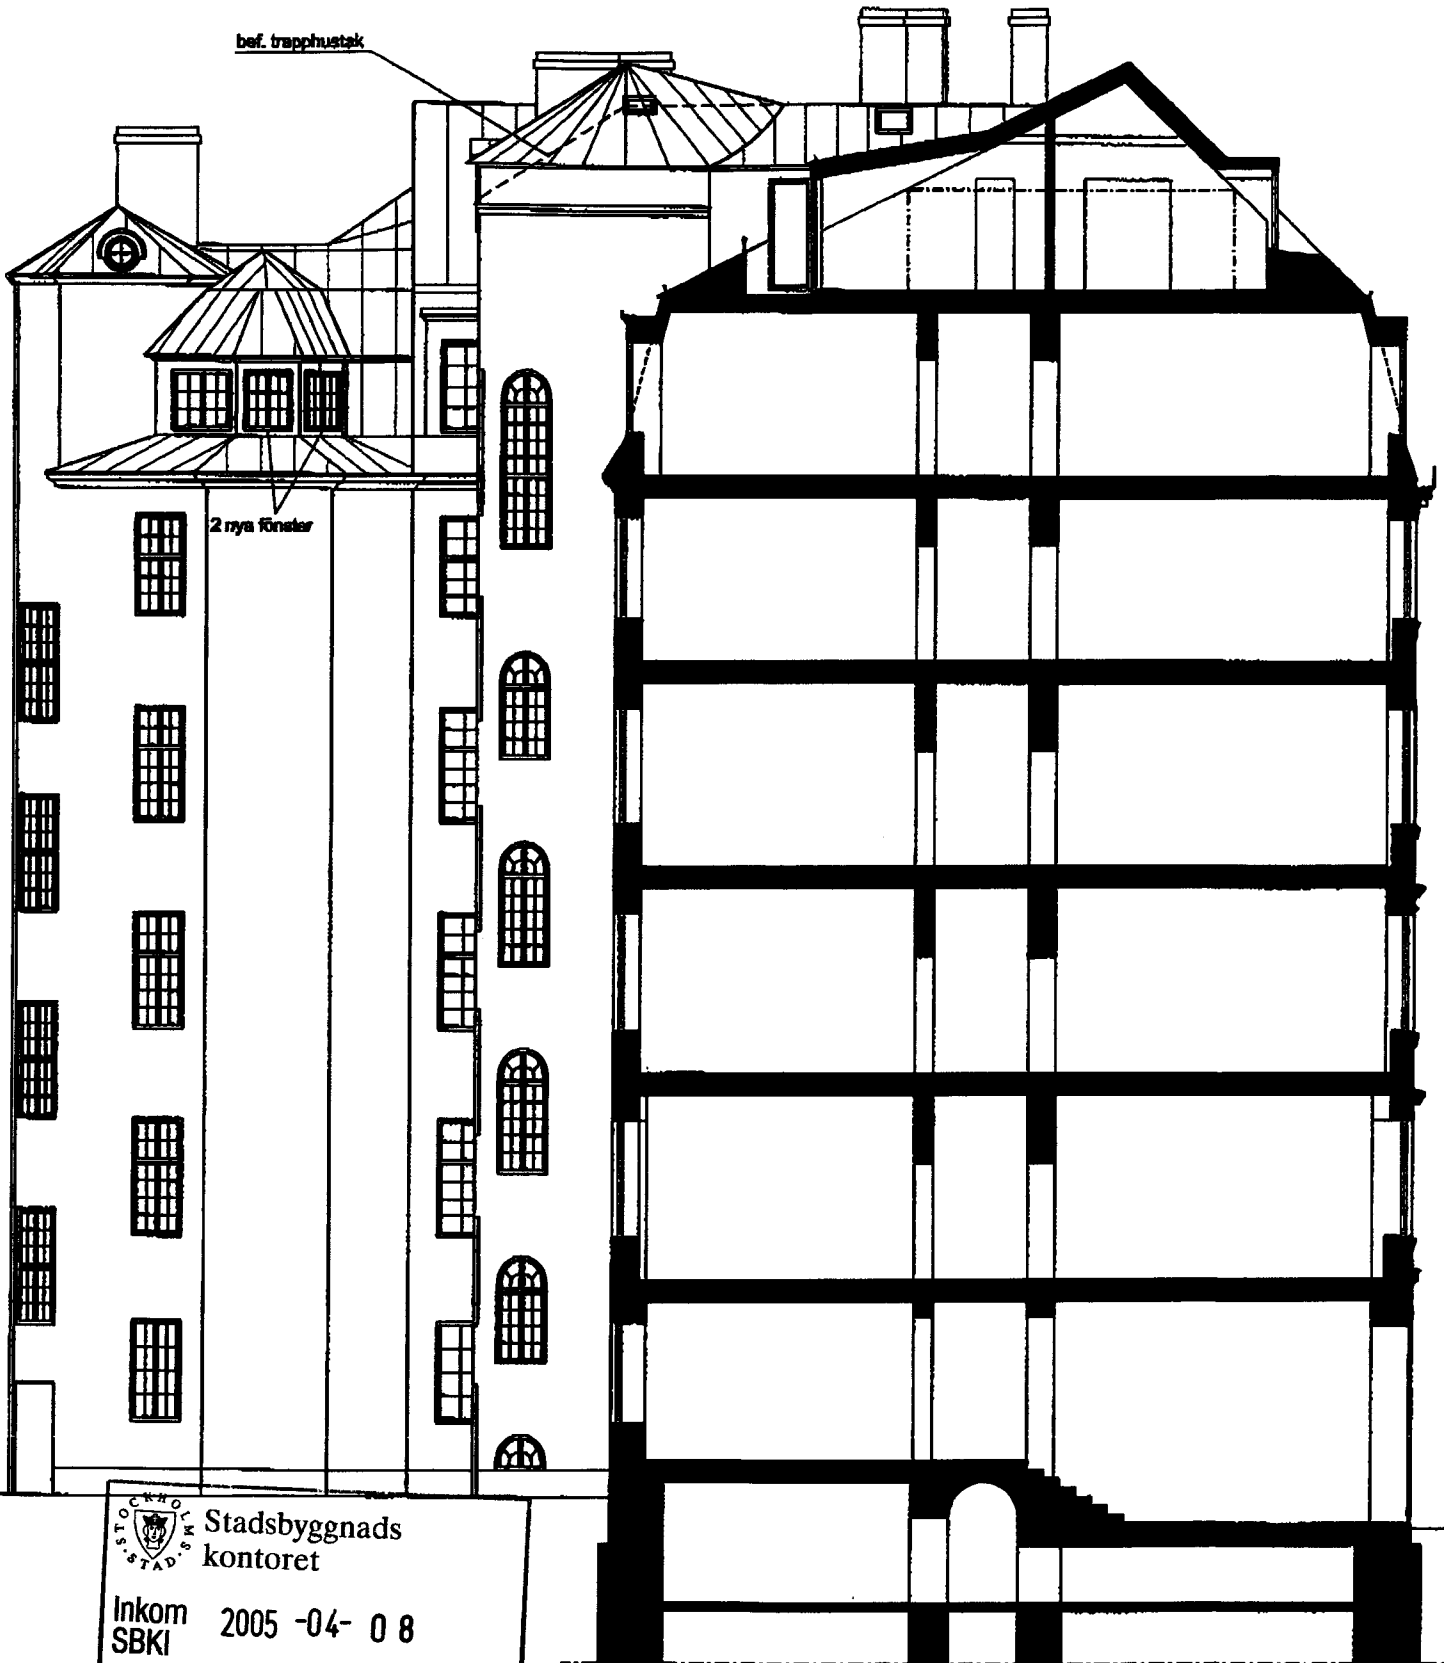 bef. trapphustak
2 nya fönster
STOCKHOLMS STAD
Stadsbyggnads
kontoret
Inkom
SBKI
2005 -04- 08